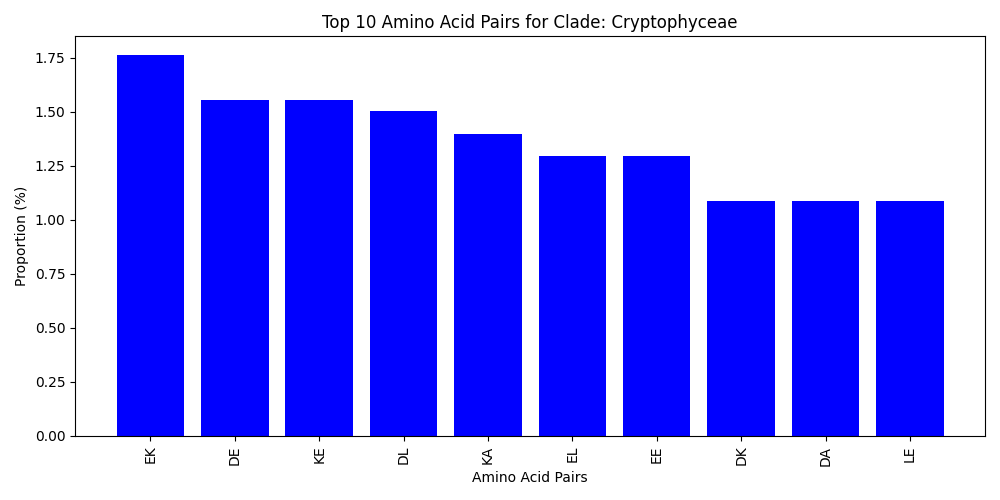 Top 10 Amino Acid Pairs for Clade: Cryptophyceae
Proportion (%)
1.75
1.50
1.25
1.00
0.75
0.50
0.25
0.00
EK DE KE DL KA EL EE DK DA LE
Amino Acid Pairs